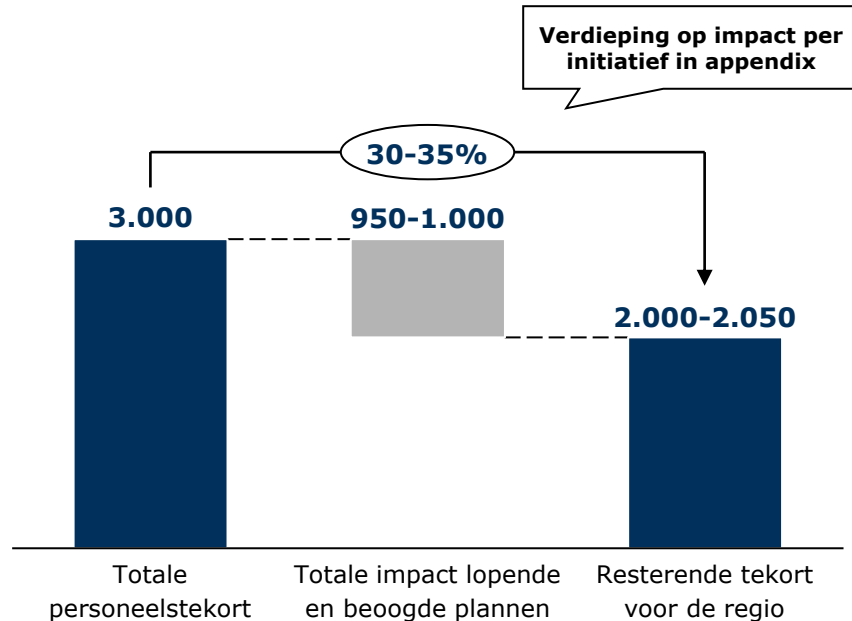 Verdieping op impact per
initiatief in appendix
30-35%
3.000
950-1.000
2.000-2.050
Totale
personeelstekort
Totale impact lopende
en beoogde plannen
Resterende tekort
voor de regio